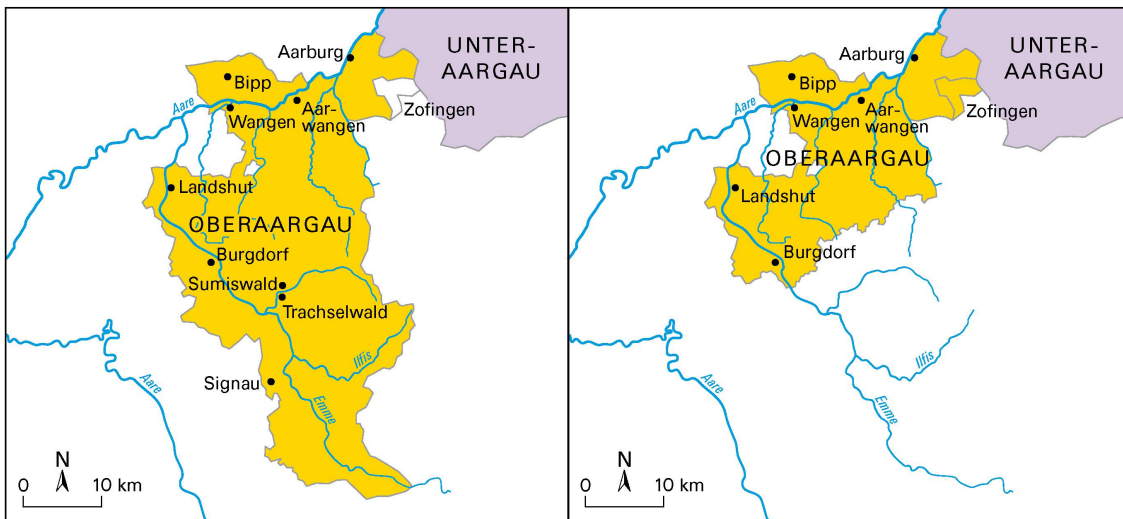 Aarburg
UNTER-
AARGAU
Bipp
Aare
Wangen
Aar-
wangen
Zofingen
Landshut
OBERAARGAU
Burgdorf
Sumiswald
Trachselwald
Ilfis
Signau
Aare
Emme
N
0 10 km
Aarburg
UNTER-
AARGAU
Bipp
Aare
Wangen
Aar-
wangen
Zofingen
OBERAARGAU
Landshut
Burgdorf
Ilfis
Aare
Emme
N
0 10 km